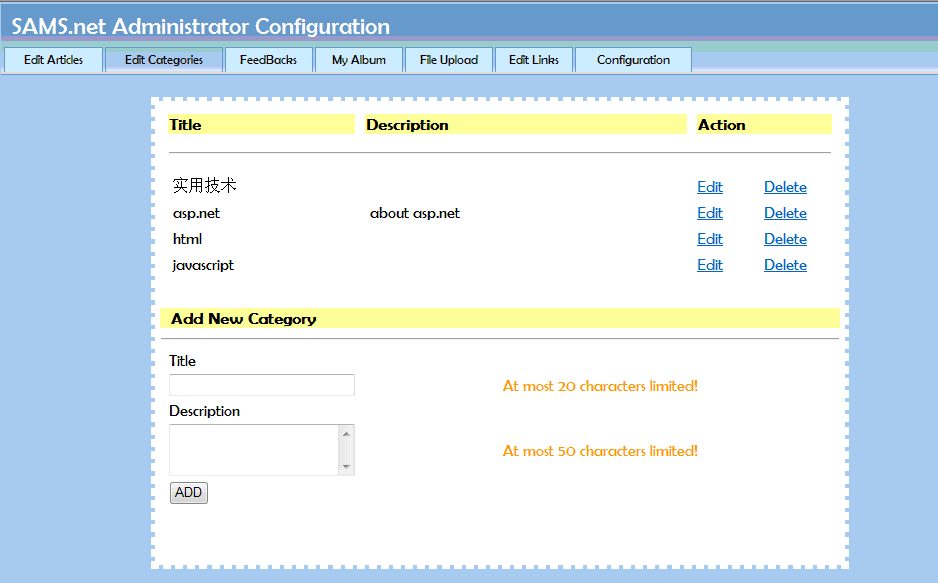 SAMS.net Administrator Configuration
Edit Articles Edit Categories FeedBacks My Album File Upload Edit Links Configuration
Title Description Action
实用技术 Edit Delete
asp.net about asp.net Edit Delete
html Edit Delete
javascript Edit Delete
Add New Category
Title
At most 20 characters limited!
Description
At most 50 characters limited!
ADD